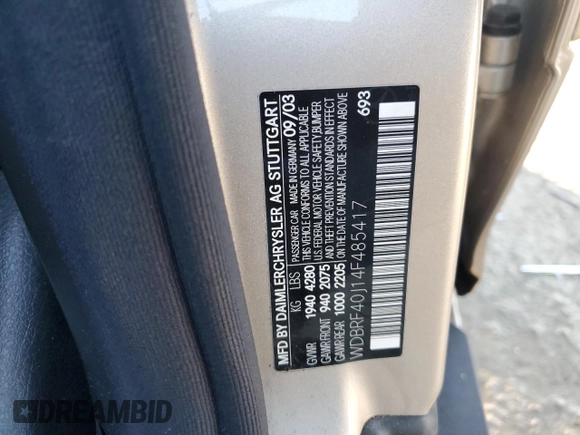 MFD BY DAIMLERCHRYSLER AG STUTTGART
PASSENGER CAR MADE IN GERMANY 09/03
KG LBS THIS VEHICLE CONFORMS TO ALL APPLICABLE
GVWR 1940 4280 U.S. FEDERAL MOTOR VEHICLE SAFETY BUMPER
GAWR FRONT 940 2075 AND THEFT PREVENTION STANDARDS IN EFFECT
GAWR REAR 1000 2205 ON THE DATE OF MANUFACTURE SHOWN ABOVE
WDBRF40J14F485417
693
DREAMBID